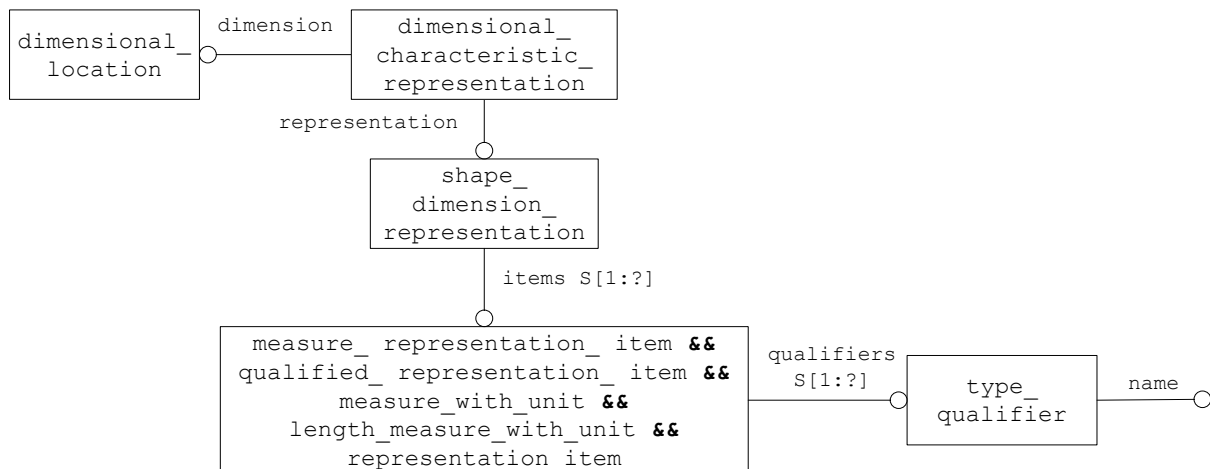 dimensional_
location
dimension
dimensional_
characteristic_
representation
representation
shape_
dimension_
representation
items S[1:?]
measure_ representation_ item &&
qualified_ representation_ item &&
measure_with_unit &&
length_measure_with_unit &&
representation item
qualifiers
S[1:?]
type_
qualifier
name